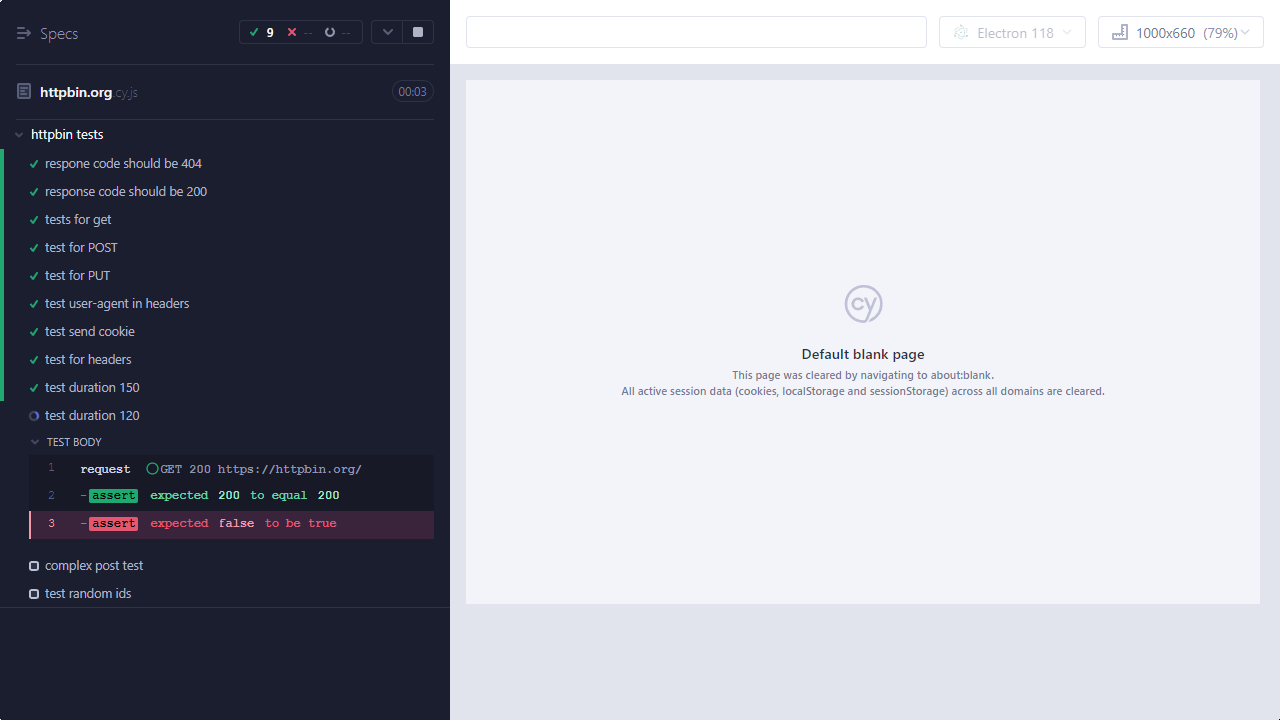 Specs
9 -- --
httpbin.org.cy.js
00:03
httpbin tests
respone code should be 404
response code should be 200
tests for get
test for POST
test for PUT
test user-agent in headers
test send cookie
test for headers
test duration 150
test duration 120
TEST BODY
1 request GET 200 https://httpbin.org/
2 -assert expected 200 to equal 200
3 -assert expected false to be true
complex post test
test random ids
Electron 118
1000x660 (79%)
cy
Default blank page
This page was cleared by navigating to about:blank.
All active session data (cookies, localStorage and sessionStorage) across all domains are cleared.